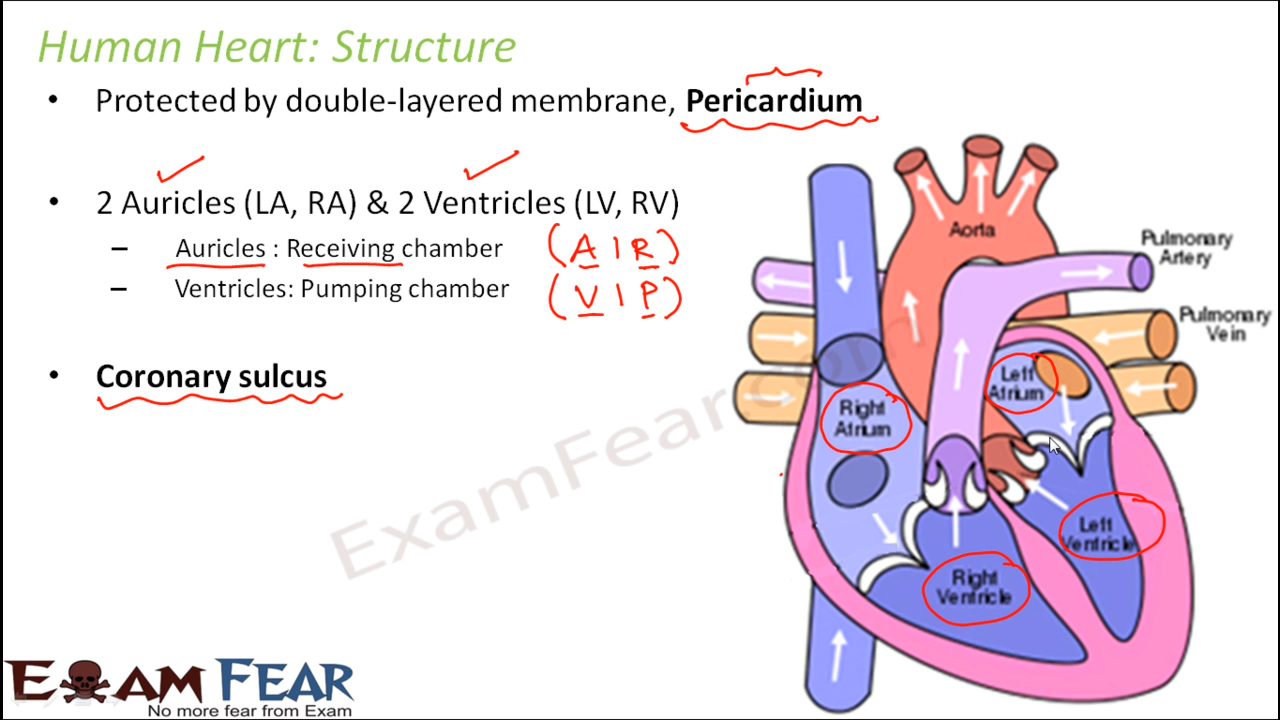 Human Heart: Structure
• Protected by double-layered membrane, Pericardium
• 2 Auricles (LA, RA) & 2 Ventricles (LV, RV)
– Auricles : Receiving chamber (A | R)
– Ventricles: Pumping chamber (V | P)
• Coronary sulcus
Aorta
Pulmonary
Artery
Pulmonary
Vein
Left
Atrium
Right
Atrium
Left
Ventricle
Right
Ventricle
ExamFear.com
EXAM FEAR
No more fear from Exam